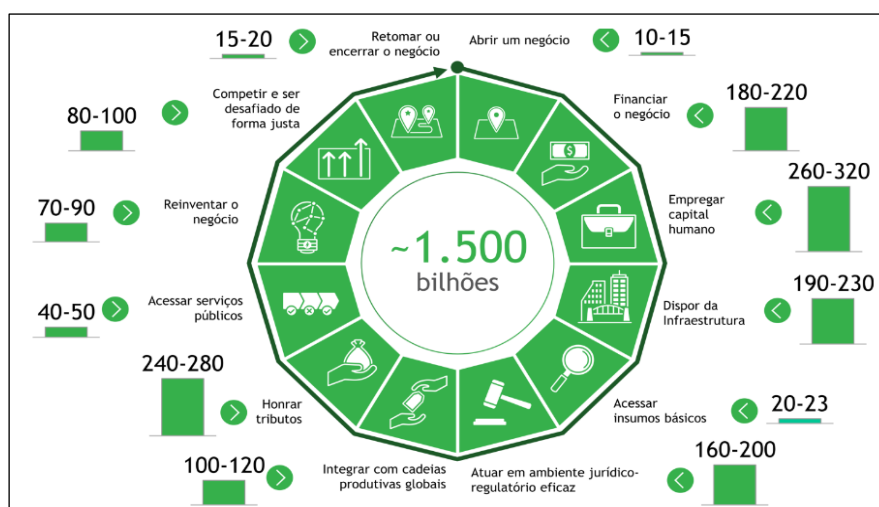 15-20
Retomar ou
encerrar o negócio
Abrir um negócio
10-15
80-100
Competir e ser
desafiado de
forma justa
Financiar
o negócio
180-220
70-90
Reinventar o
negócio
Empregar
capital
humano
260-320
~1.500
bilhões
40-50
Acessar serviços
públicos
Dispor da
Infraestrutura
190-230
240-280
Honrar
tributos
Acessar
insumos básicos
20-23
100-120
Integrar com cadeias
produtivas globais
Atuar em ambiente jurídico-
regulatório eficaz
160-200
$